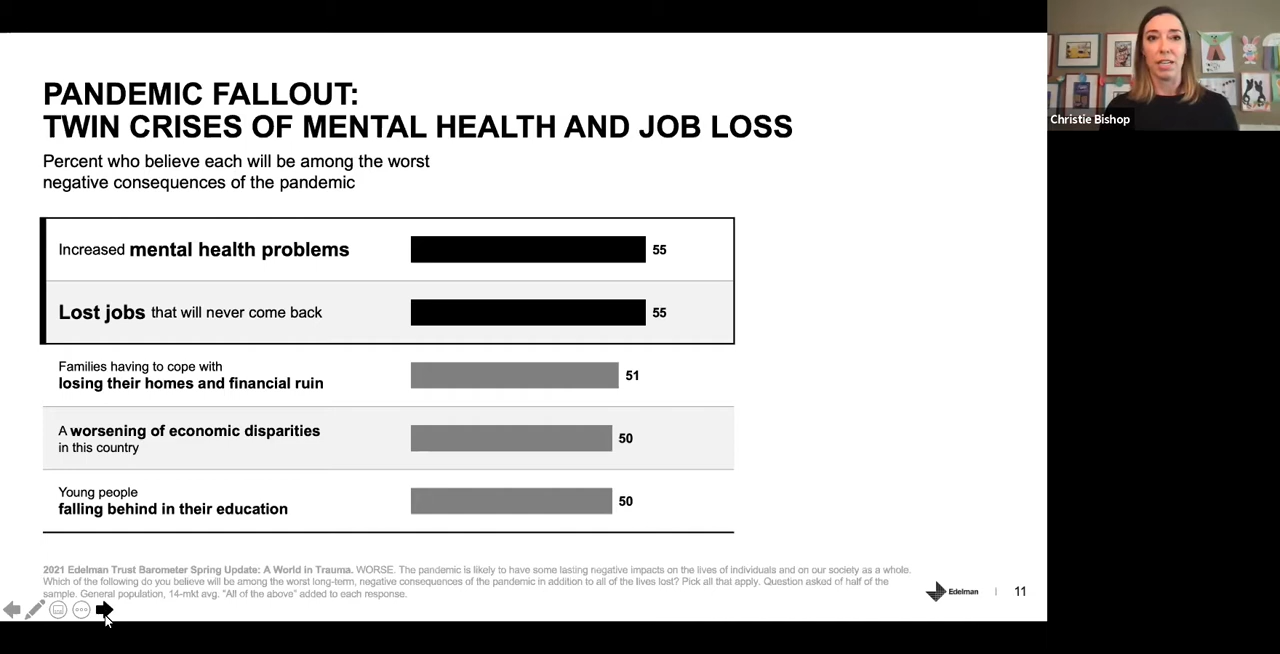 PANDEMIC FALLOUT:
TWIN CRISES OF MENTAL HEALTH AND JOB LOSS
Percent who believe each will be among the worst
negative consequences of the pandemic
Increased mental health problems
55
Lost jobs that will never come back
55
Families having to cope with
losing their homes and financial ruin
51
A worsening of economic disparities
in this country
50
Young people
falling behind in their education
50
2021 Edelman Trust Barometer Spring Update: A World in Trauma. WORSE. The pandemic is likely to have some lasting negative impacts on the lives of individuals and on our society as a whole.
Which of the following do you believe will be among the worst long-term, negative consequences of the pandemic in addition to all of the lives lost? Pick all that apply. Question asked of half of the
sample. General population, 14-mkt avg. "All of the above" added to each response.
Edelman | 11
Christie Bishop